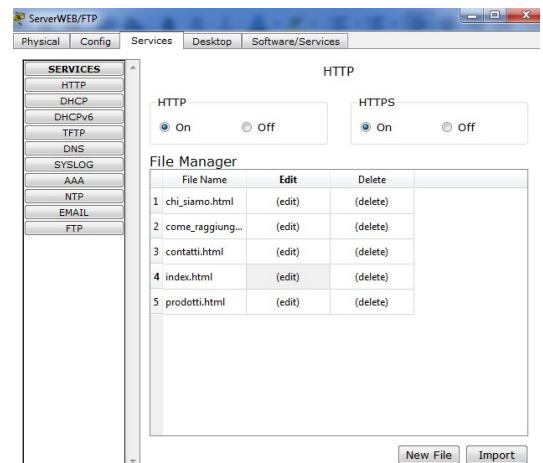 ServerWEB/FTP
Physical Config Services Desktop Software/Services
SERVICES
HTTP
DHCP
DHCPv6
TFTP
DNS
SYSLOG
AAA
NTP
EMAIL
FTP
HTTP
HTTP
On Off
HTTPS
On Off
File Manager
File Name Edit Delete
1 chi_siamo.html (edit) (delete)
2 come_raggiung... (edit) (delete)
3 contatti.html (edit) (delete)
4 index.html (edit) (delete)
5 prodotti.html (edit) (delete)
New File Import